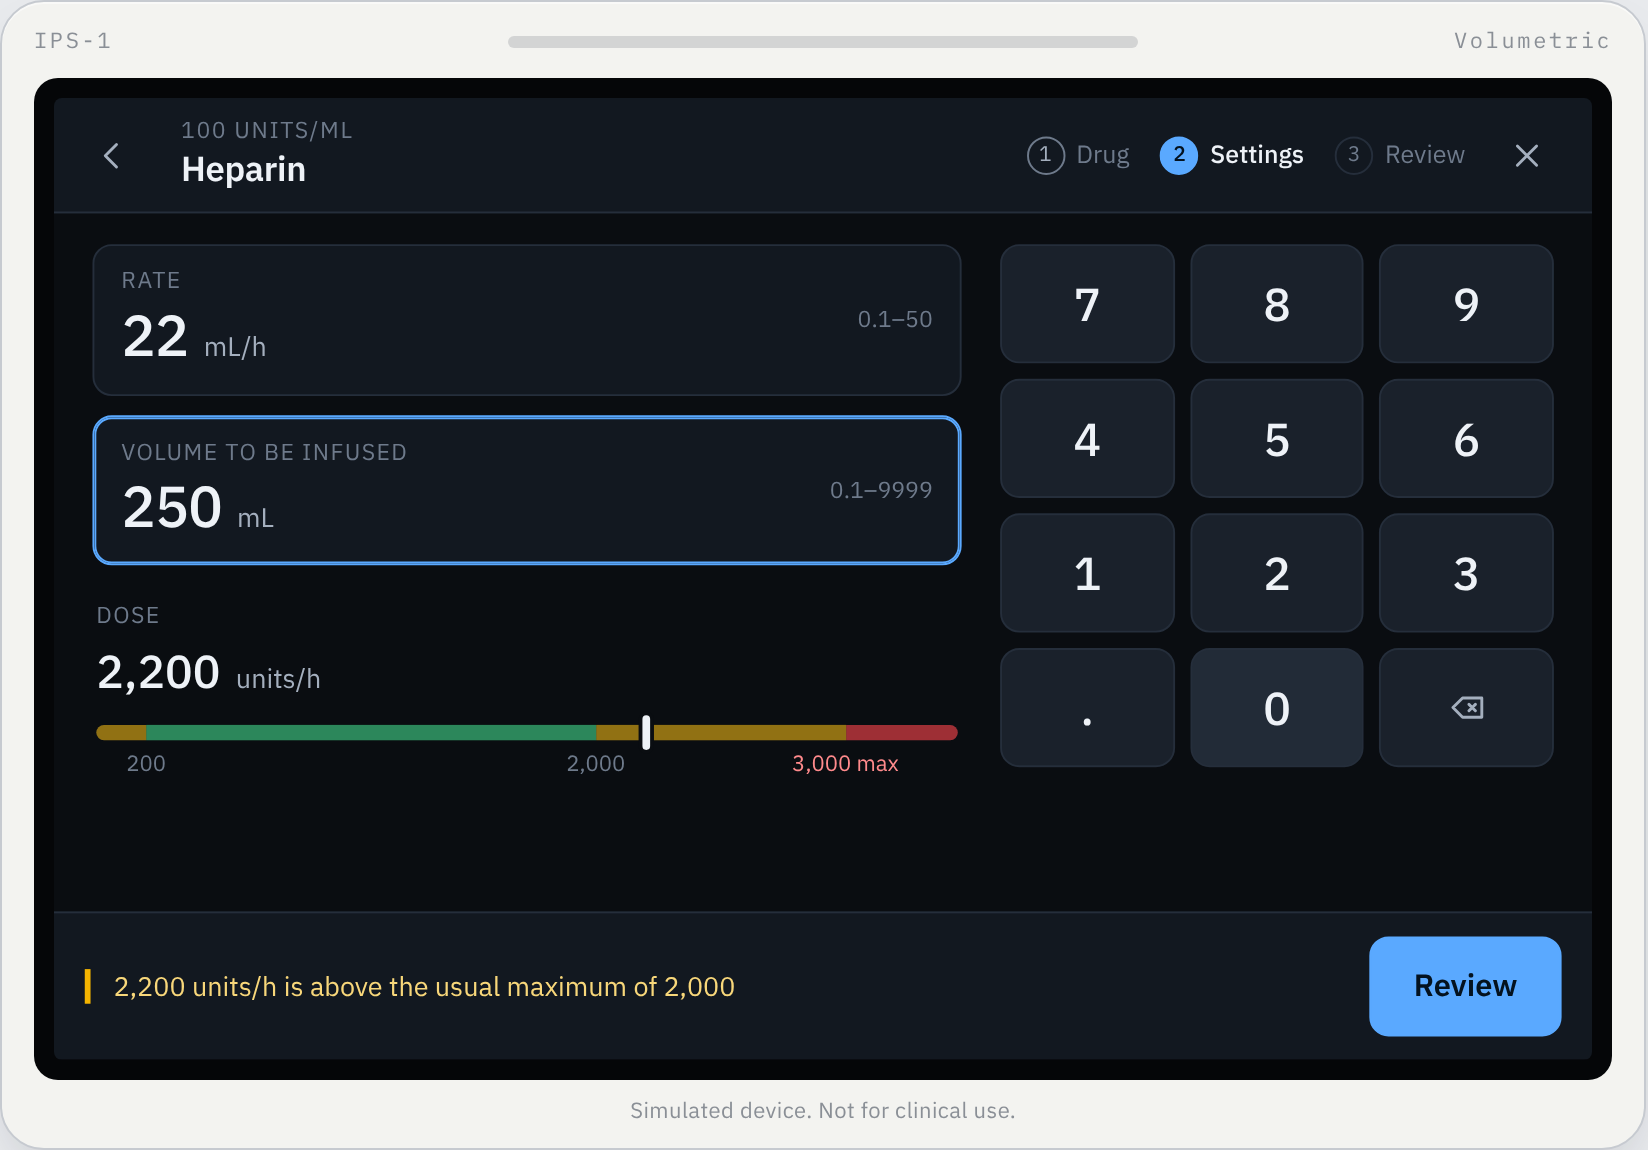 IPS-1
Volumetric
100 UNITS/ML
Heparin
1 Drug
2 Settings
3 Review
RATE
22 mL/h
0.1–50
VOLUME TO BE INFUSED
250 mL
0.1–9999
DOSE
2,200 units/h
200
2,000
3,000 max
7 8 9
4 5 6
1 2 3
. 0
2,200 units/h is above the usual maximum of 2,000
Review
Simulated device. Not for clinical use.